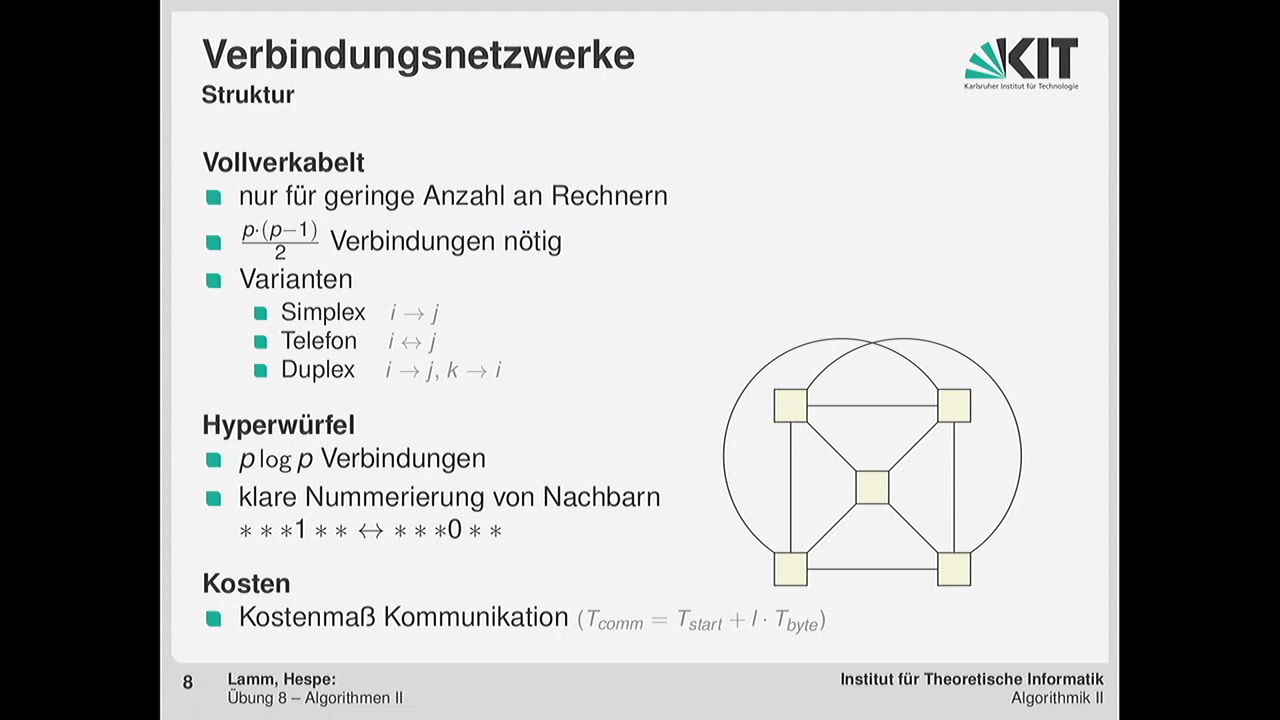 Verbindungsnetzwerke
Struktur
KIT
Karlsruher Institut für Technologie
Vollverkabelt
nur für geringe Anzahl an Rechnern
p·(p−1)/2 Verbindungen nötig
Varianten
Simplex i → j
Telefon i ↔ j
Duplex i → j, k → i
Hyperwürfel
p log p Verbindungen
klare Nummerierung von Nachbarn
∗ ∗ ∗1 ∗ ∗ ↔ ∗ ∗ ∗0 ∗ ∗
Kosten
Kostenmaß Kommunikation (T_comm = T_start + l · T_byte)
8 Lamm, Hespe:
Übung 8 – Algorithmen II
Institut für Theoretische Informatik
Algorithmik II